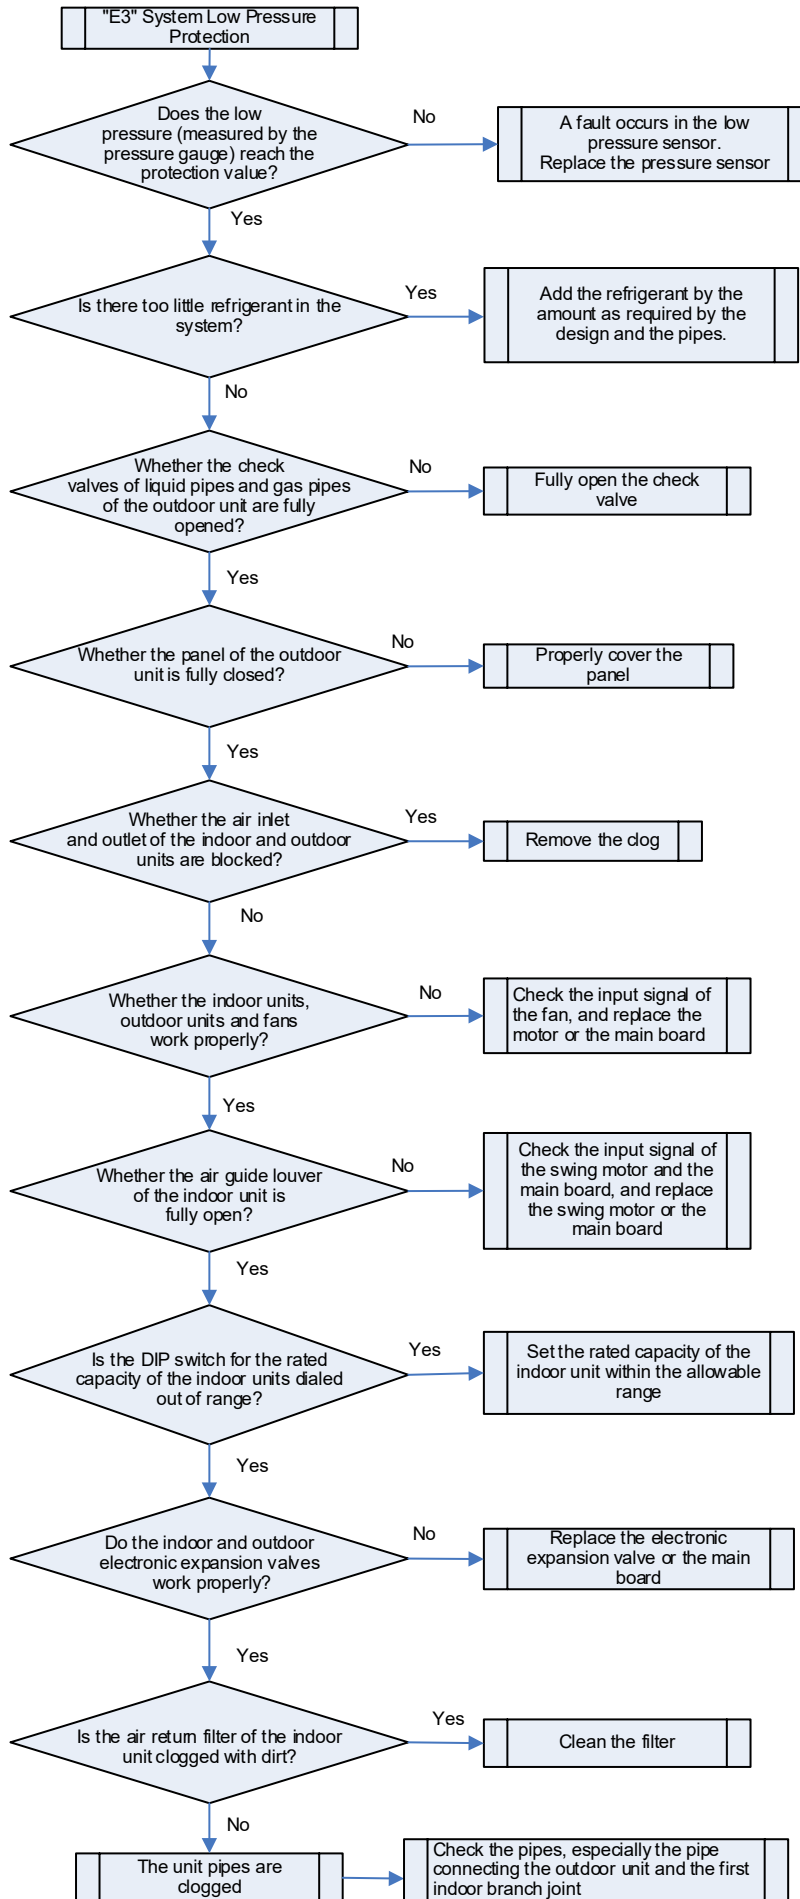 "E3" System Low Pressure
Protection
Does the low
pressure (measured by the
pressure gauge) reach the
protection value?
No
A fault occurs in the low
pressure sensor.
Replace the pressure sensor
Yes
Is there too little refrigerant in the
system?
Yes
Add the refrigerant by the
amount as required by the
design and the pipes.
No
Whether the check
valves of liquid pipes and gas pipes
of the outdoor unit are fully
opened?
No
Fully open the check
valve
Yes
Whether the panel of the outdoor
unit is fully closed?
No
Properly cover the
panel
Yes
Whether the air inlet
and outlet of the indoor and outdoor
units are blocked?
Yes
Remove the clog
No
Whether the indoor units,
outdoor units and fans
work properly?
No
Check the input signal of
the fan, and replace the
motor or the main board
Yes
Whether the air guide louver
of the indoor unit is
fully open?
No
Check the input signal of
the swing motor and the
main board, and replace
the swing motor or the
main board
Yes
Is the DIP switch for the rated
capacity of the indoor units dialed
out of range?
Yes
Set the rated capacity of the
indoor unit within the allowable
range
Yes
Do the indoor and outdoor
electronic expansion valves
work properly?
No
Replace the electronic
expansion valve or the main
board
Yes
Is the air return filter of the indoor
unit clogged with dirt?
Yes
Clean the filter
No
The unit pipes are
clogged
Check the pipes, especially the pipe
connecting the outdoor unit and the first
indoor branch joint